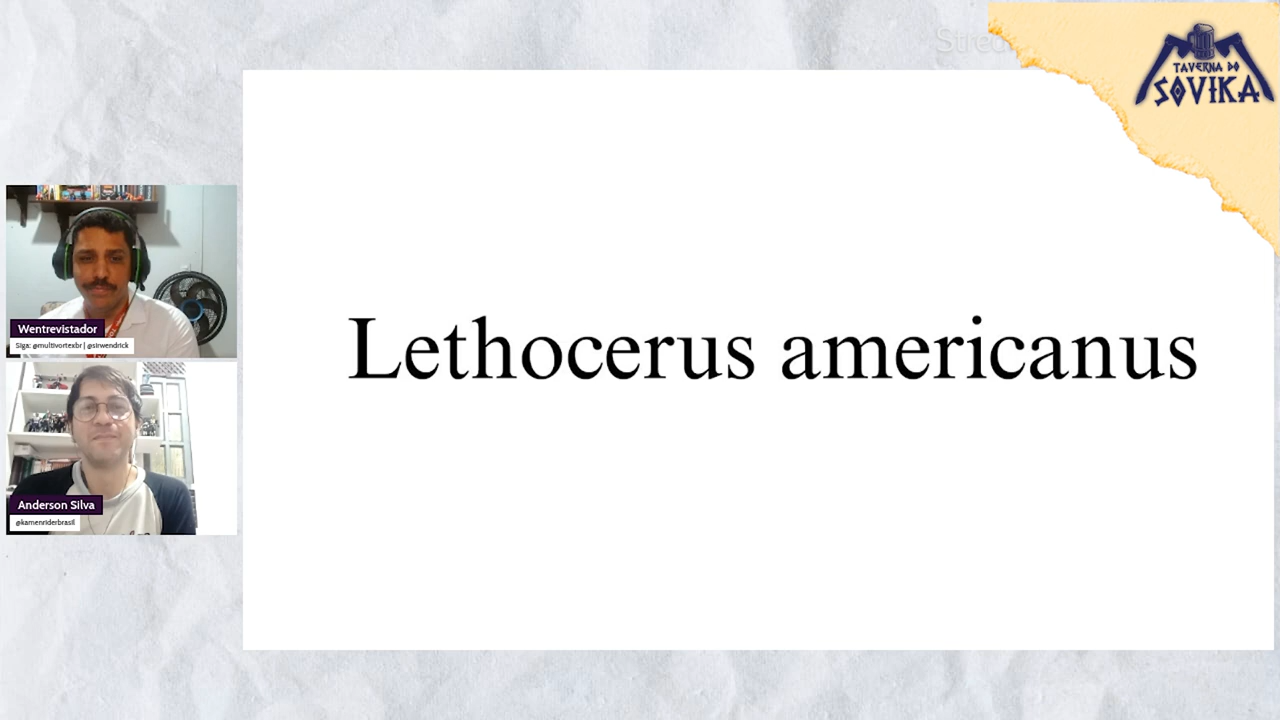 TAVERNA DO
SOVIKA
Lethocerus americanus
Wentrevistador
Siga: @multivortexbr | @sirwendrick
Anderson Silva
@kamenriderbrasil